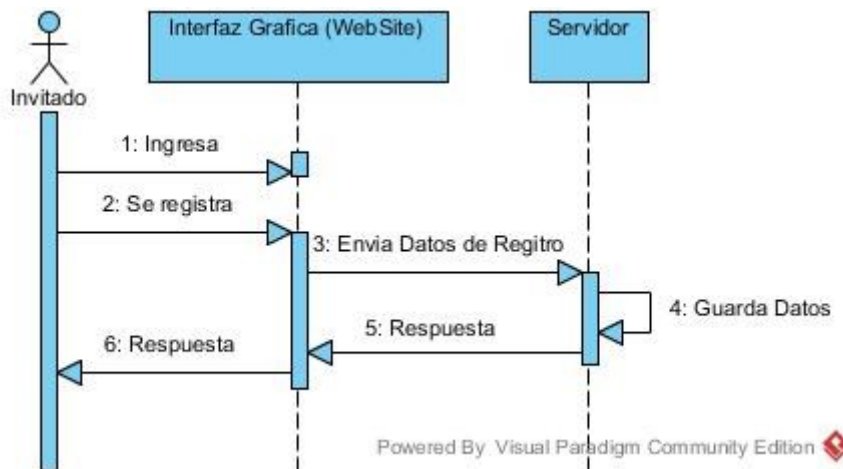 Interfaz Grafica (WebSite)
Servidor
Invitado
1: Ingresa
2: Se registra
3: Envia Datos de Regitro
4: Guarda Datos
5: Respuesta
6: Respuesta
Powered By Visual Paradigm Community Edition